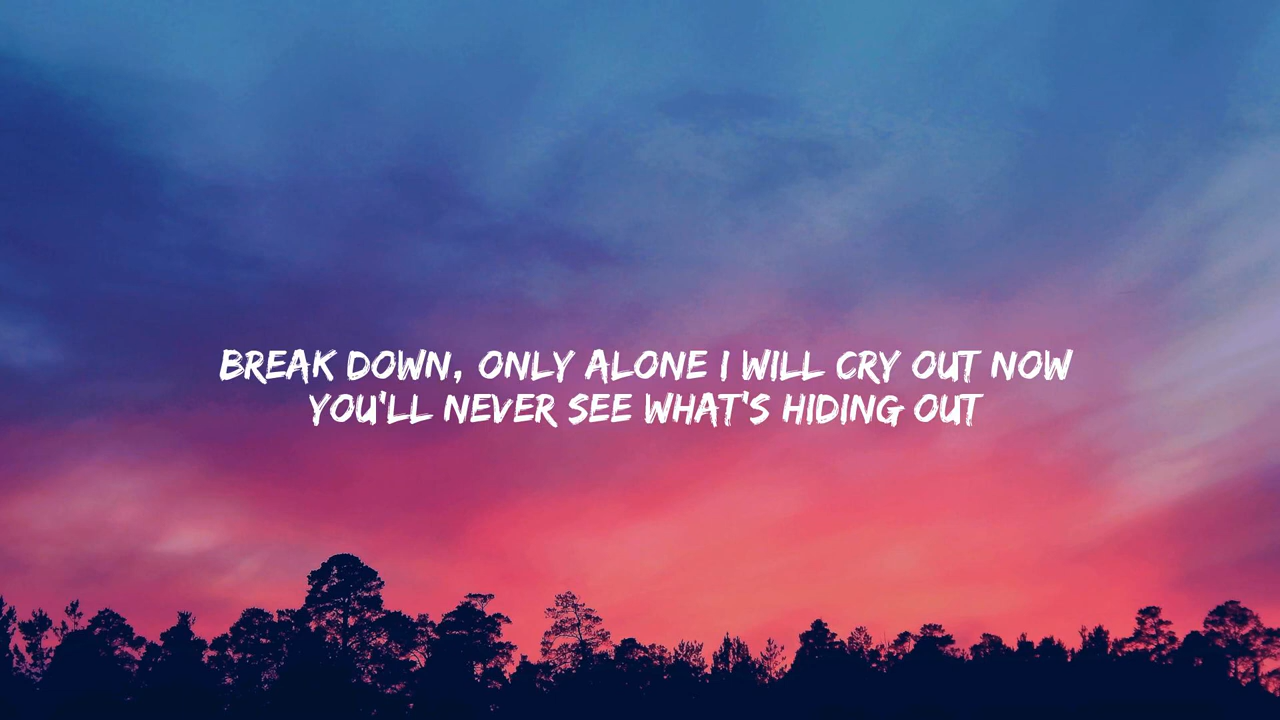 BREAK DOWN, ONLY ALONE I WILL CRY OUT NOW
YOU'LL NEVER SEE WHAT'S HIDING OUT